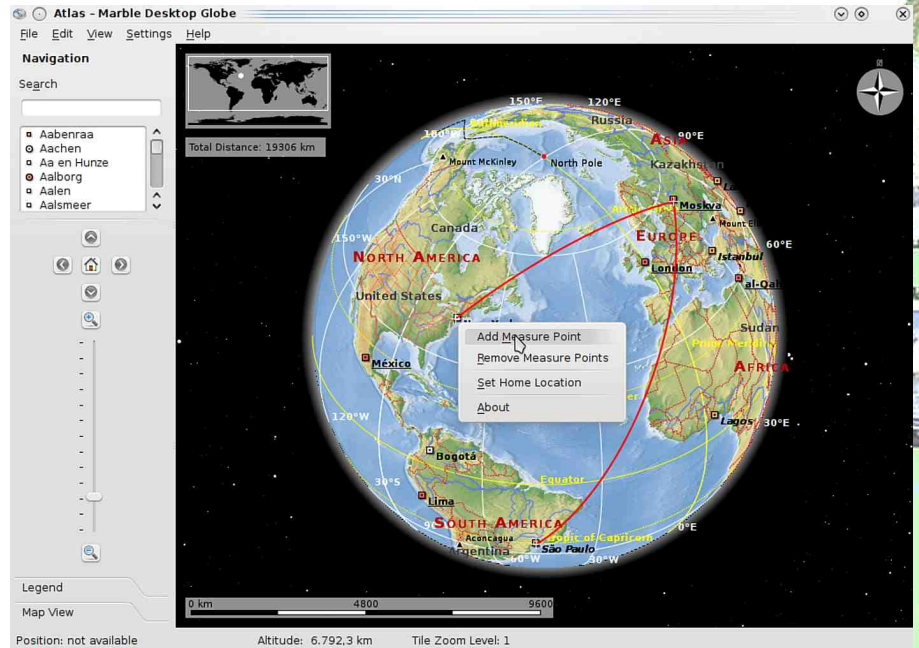 Atlas – Marble Desktop Globe
File Edit View Settings Help
Navigation
Search
Aabenraa
Aachen
Aa en Hunze
Aalborg
Aalen
Aalsmeer
Legend
Map View
Total Distance: 19306 km
150°E
120°E
180°W
Russia
ASIA
90°E
Mount McKinley
North Pole
Kazakhstan
30°N
Moskva
Canada
EUROPE
150°W
60°E
NORTH AMERICA
Istanbul
London
United States
Sudan
Add Measure Point
Remove Measure Points
Set Home Location
About
México
AFRICA
120°W
Lagos
30°E
Bogotá
30°S
Equator
Lima
SOUTH AMERICA
0°E
Aconcagua
Tropic of Capricorn
Argentina
São Paulo
60°W
30°W
0 km 4800 9600
N
Position: not available Altitude: 6.792,3 km Tile Zoom Level: 1